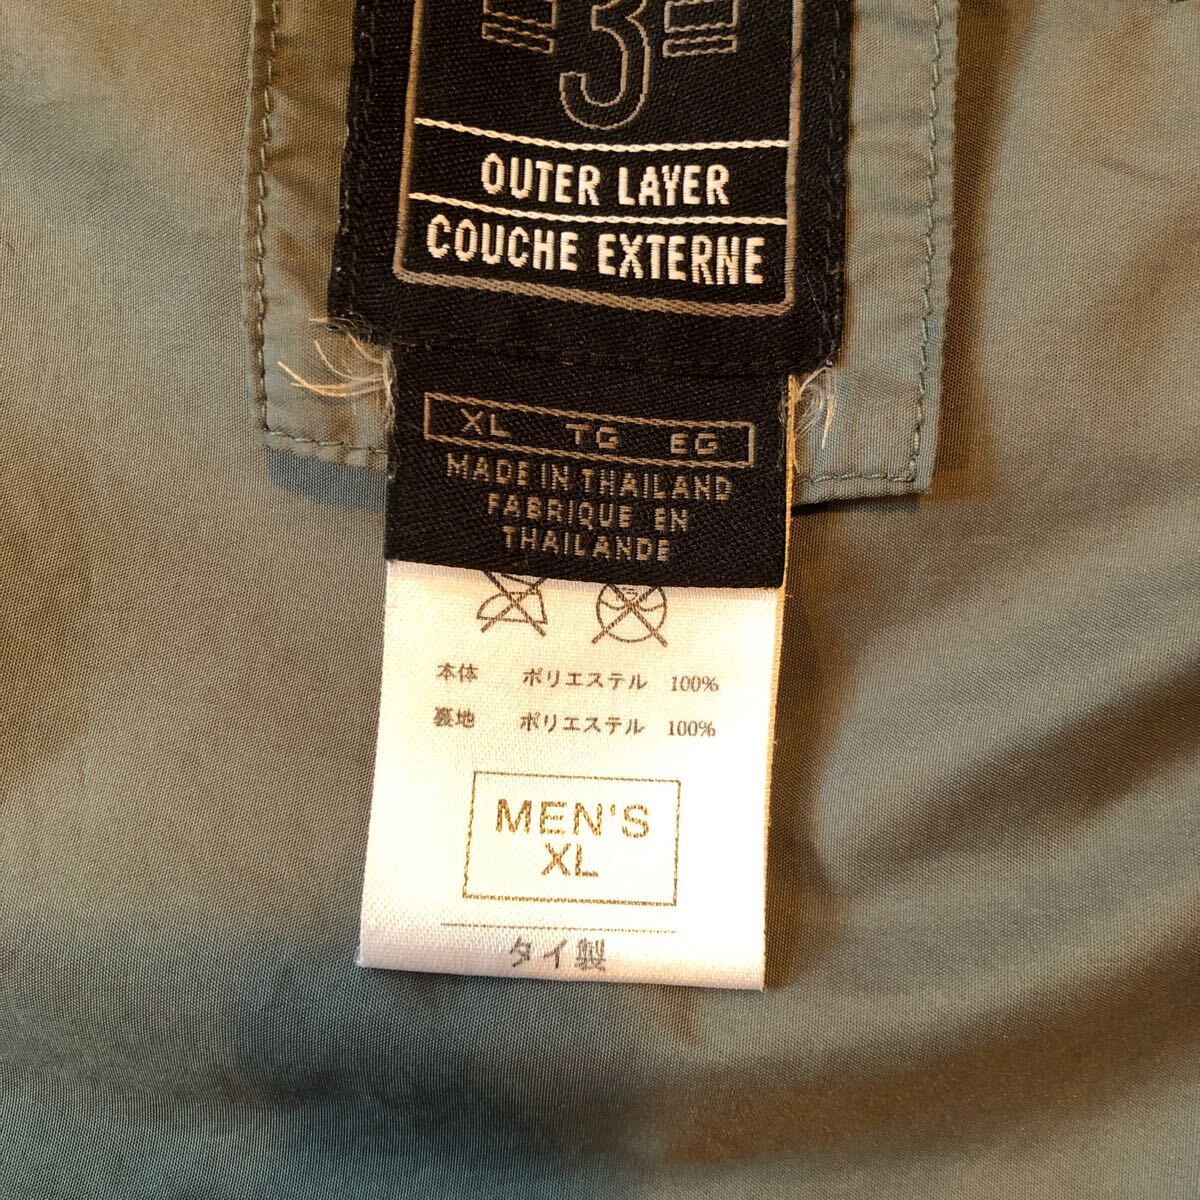 3
OUTER LAYER
COUCHE EXTERNE
XL TG EG
MADE IN THAILAND
FABRIQUE EN
THAILANDE
本体 ポリエステル 100%
裏地 ポリエステル 100%
MEN'S
XL
タイ製